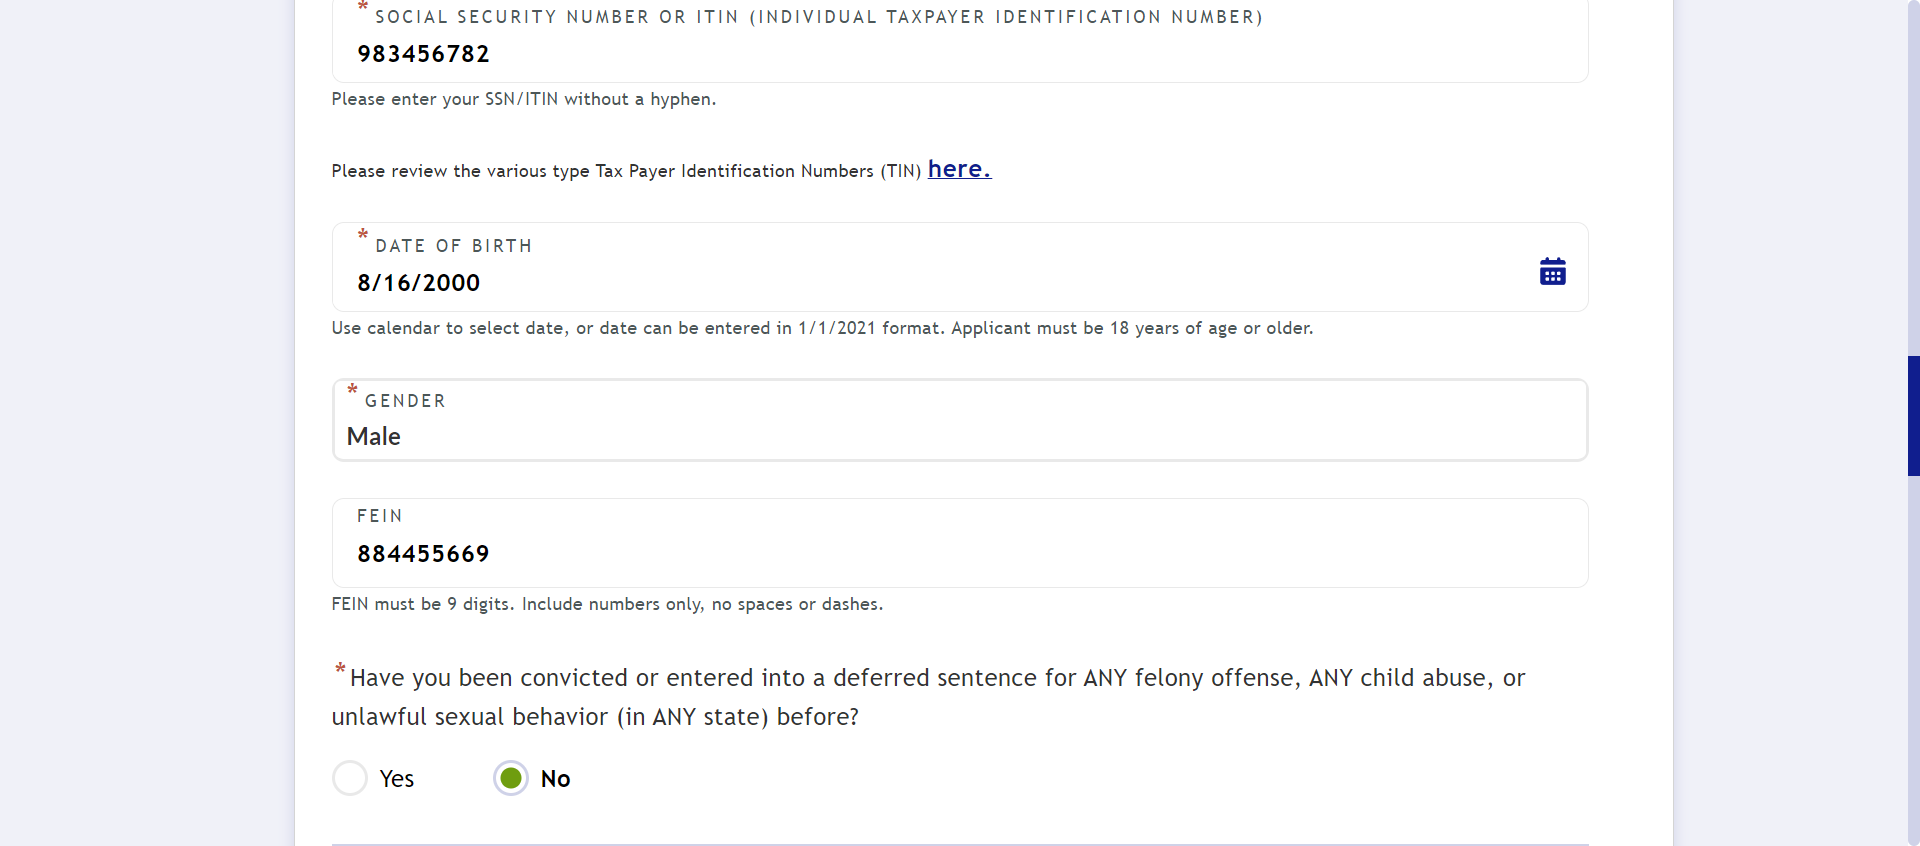 * SOCIAL SECURITY NUMBER OR ITIN (INDIVIDUAL TAXPAYER IDENTIFICATION NUMBER)
983456782
Please enter your SSN/ITIN without a hyphen.
Please review the various type Tax Payer Identification Numbers (TIN) here.
* DATE OF BIRTH
8/16/2000
Use calendar to select date, or date can be entered in 1/1/2021 format. Applicant must be 18 years of age or older.
* GENDER
Male
FEIN
884455669
FEIN must be 9 digits. Include numbers only, no spaces or dashes.
*Have you been convicted or entered into a deferred sentence for ANY felony offense, ANY child abuse, or
unlawful sexual behavior (in ANY state) before?
Yes No